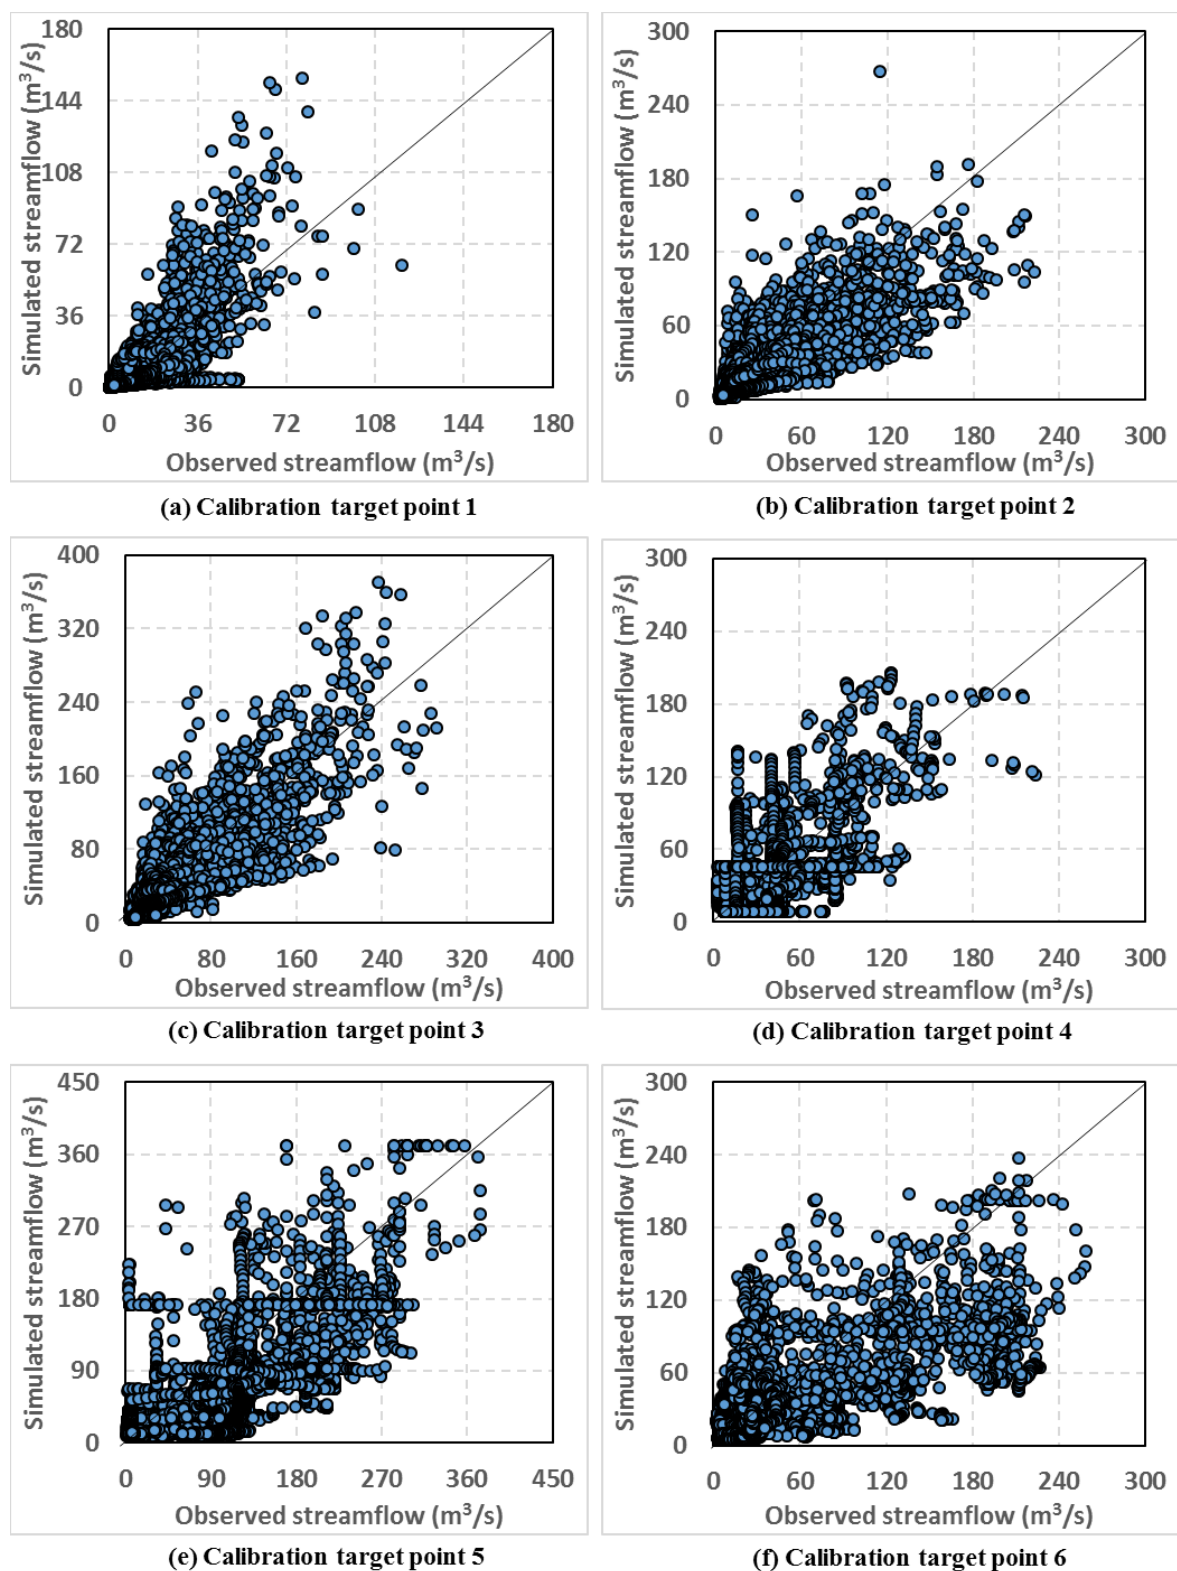 180
144
108
72
36
0
Simulated streamflow (m³/s)
0 36 72 108 144 180
Observed streamflow (m³/s)
(a) Calibration target point 1
300
240
180
120
60
0
Simulated streamflow (m³/s)
0 60 120 180 240 300
Observed streamflow (m³/s)
(b) Calibration target point 2
400
320
240
160
80
0
Simulated streamflow (m³/s)
0 80 160 240 320 400
Observed streamflow (m³/s)
(c) Calibration target point 3
300
240
180
120
60
0
Simulated streamflow (m³/s)
0 60 120 180 240 300
Observed streamflow (m³/s)
(d) Calibration target point 4
450
360
270
180
90
0
Simulated streamflow (m³/s)
0 90 180 270 360 450
Observed streamflow (m³/s)
(e) Calibration target point 5
300
240
180
120
60
0
Simulated streamflow (m³/s)
0 60 120 180 240 300
Observed streamflow (m³/s)
(f) Calibration target point 6